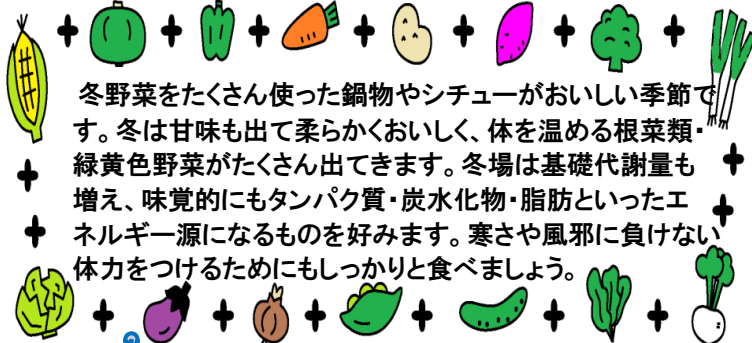 冬野菜をたくさん使った鍋物やシチューがおいしい季節で
す。冬は甘味も出て柔らかくおいしく、体を温める根菜類・
緑黄色野菜がたくさん出てきます。冬場は基礎代謝量も
増え、味覚的にもタンパク質・炭水化物・脂肪といったエ
ネルギー源になるものを好みます。寒さや風邪に負けない
体力をつけるためにもしっかりと食べましょう。